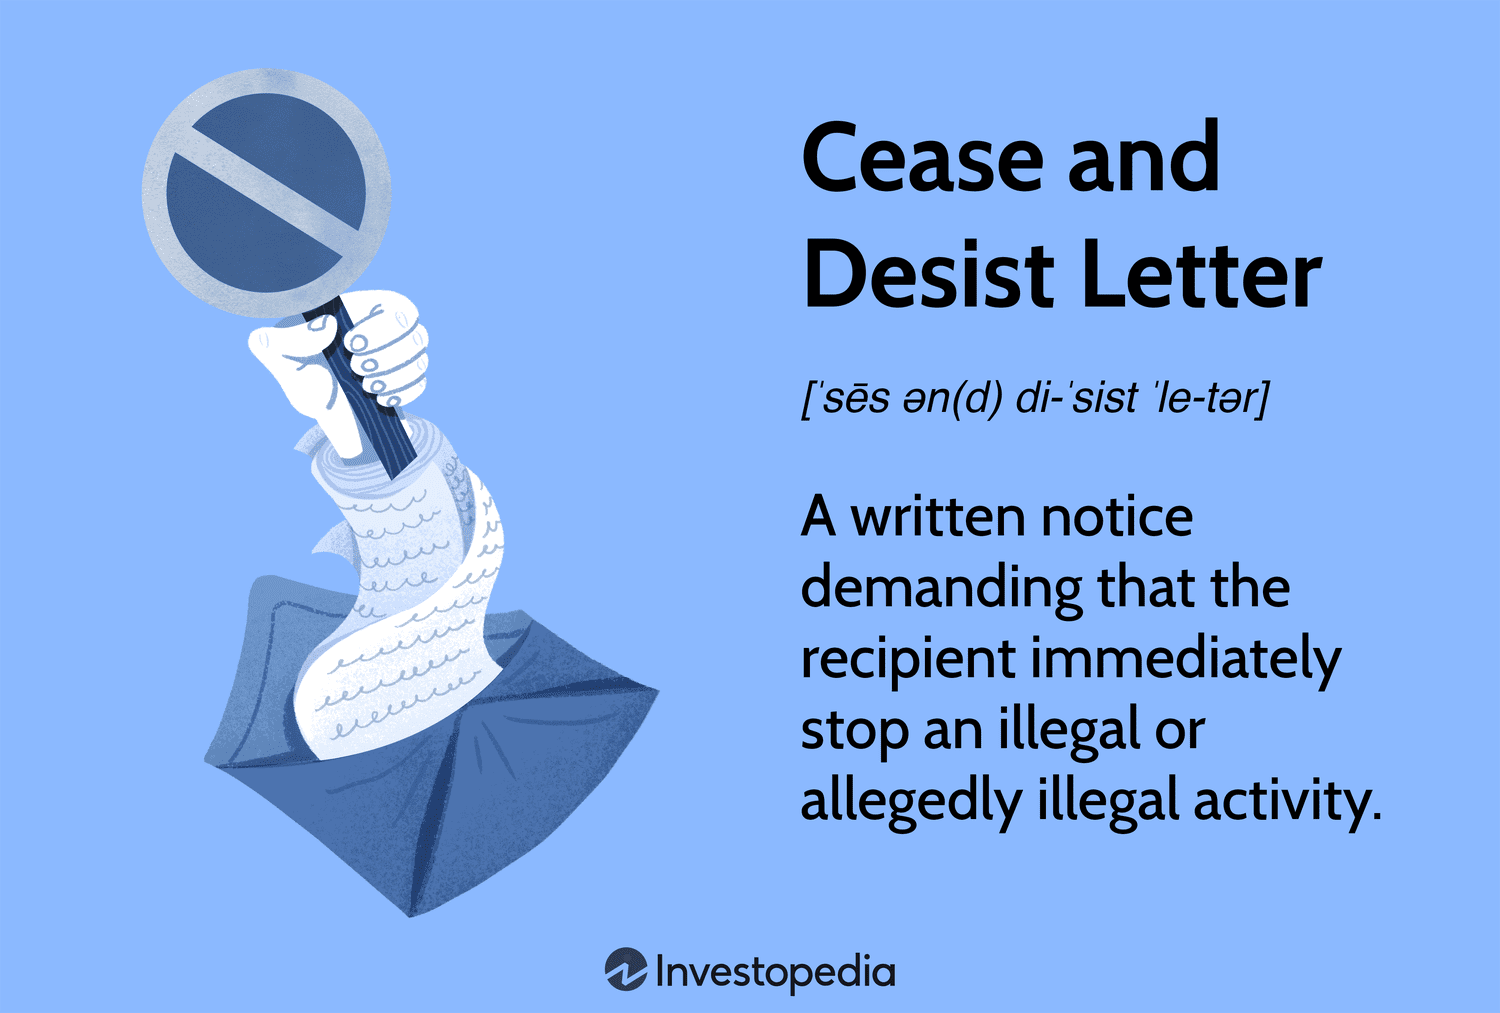 Cease and
Desist Letter
[ˈsēs ən(d) di-ˈsist ˈle-tər]
A written notice
demanding that the
recipient immediately
stop an illegal or
allegedly illegal activity.
Investopedia